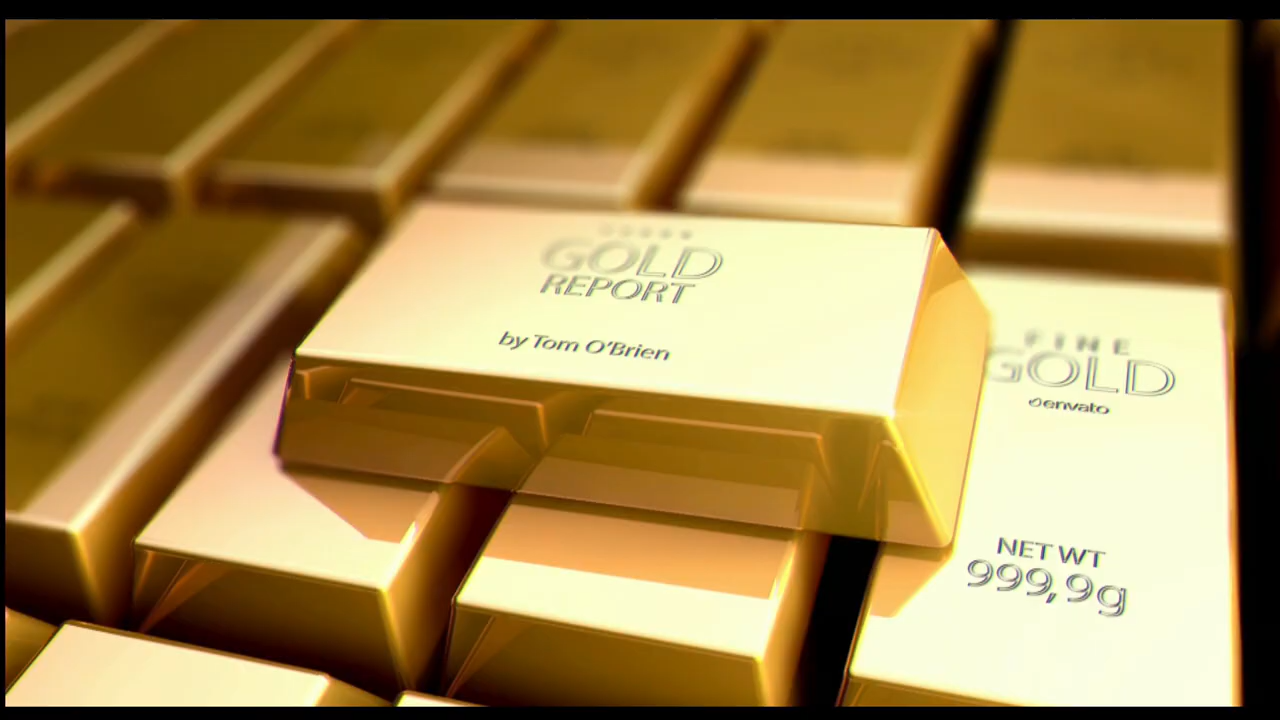 GOLD
REPORT
by Tom O'Brien
FINE
GOLD
envato
NET WT
999,9g